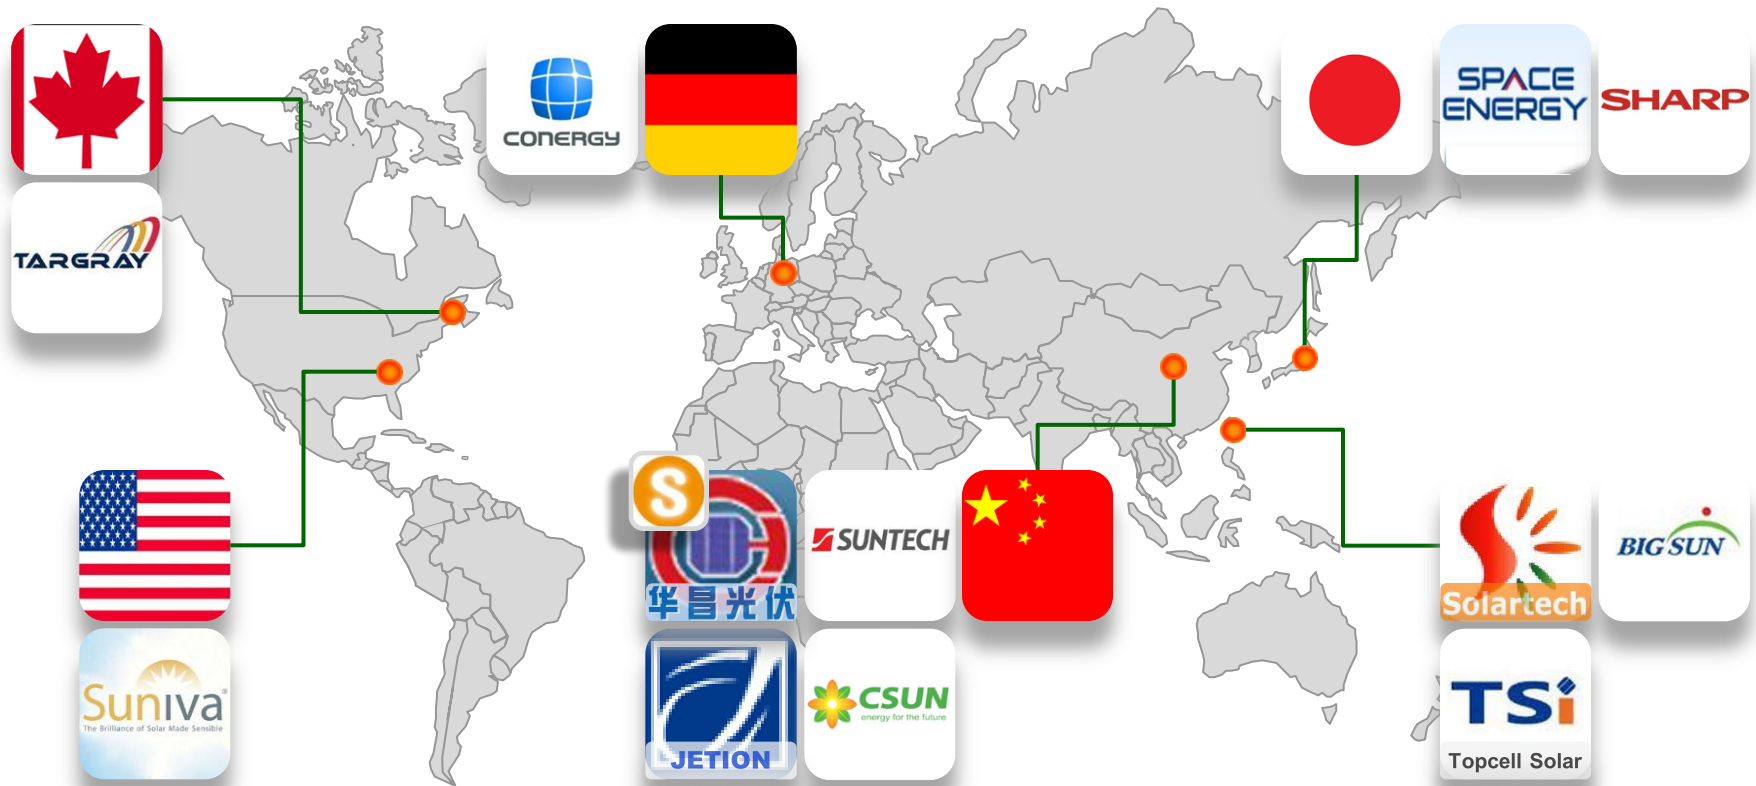 CONERGY
SPACE
ENERGY
SHARP
TARGRAY
S
华昌光伏
SUNTECH
Solartech
BIG SUN
Suniva®
The Brilliance of Solar Made Sensible
JETION
CSUN
energy for the future
TSi
Topcell Solar